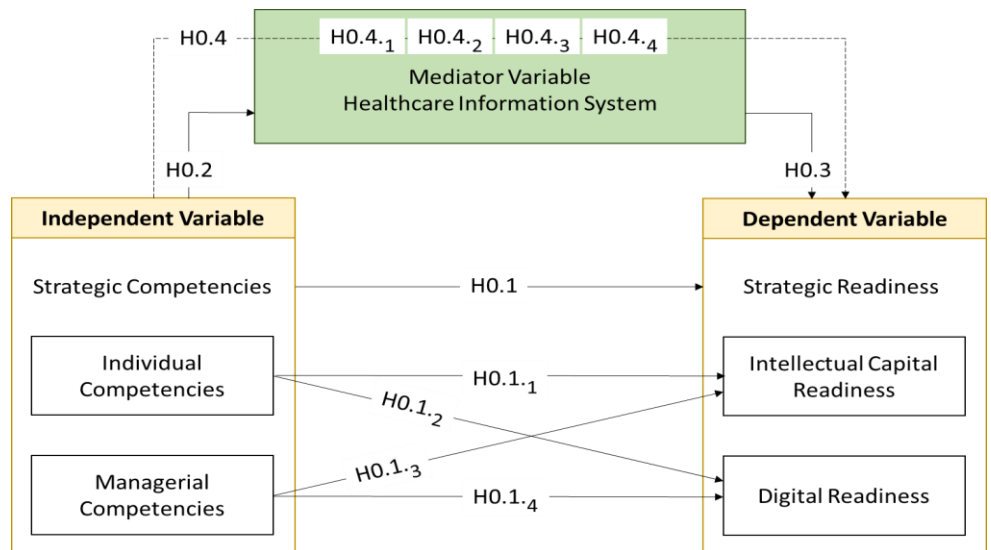 H0.4
H0.4.₁ H0.4.₂ H0.4.₃ H0.4.₄
Mediator Variable
Healthcare Information System
H0.2
H0.3
Independent Variable
Dependent Variable
Strategic Competencies
H0.1
Strategic Readiness
Individual
Competencies
H0.1.₁
Intellectual Capital
Readiness
H0.1.₂
H0.1.₃
Managerial
Competencies
H0.1.₄
Digital Readiness